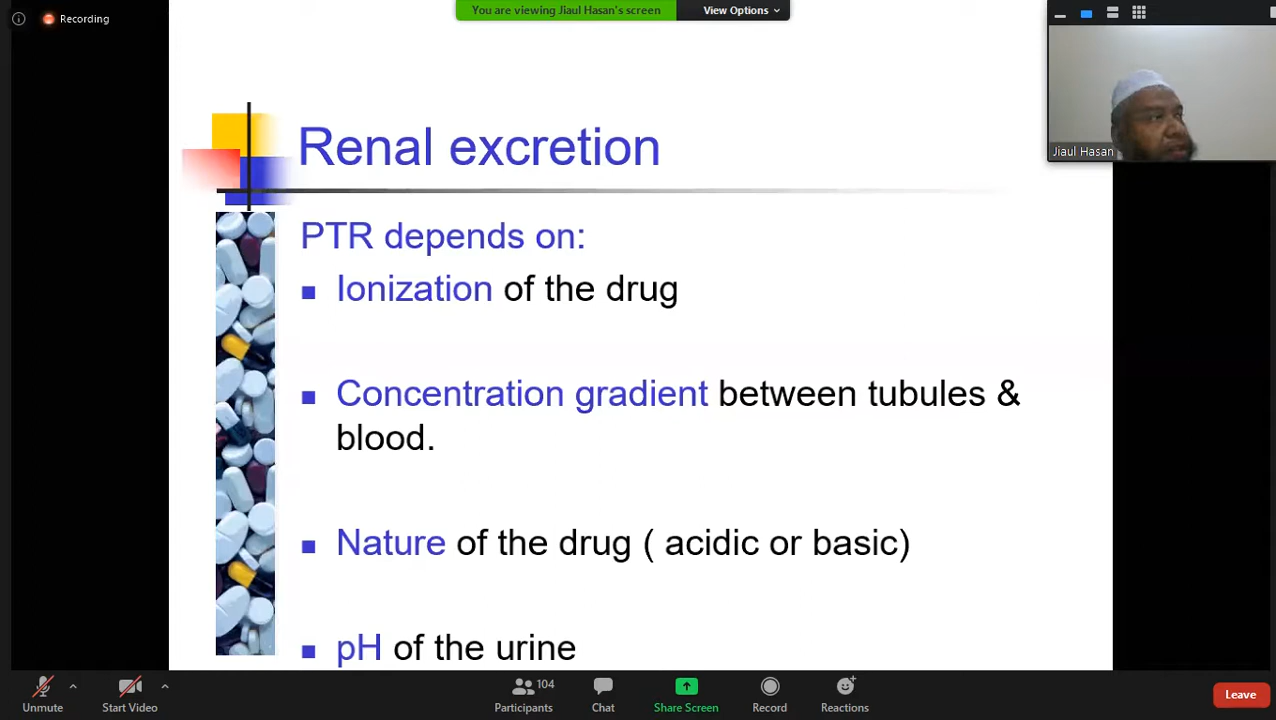 Recording
You are viewing Jiaul Hasan's screen
View Options
Jiaul Hasan
Renal excretion
PTR depends on:
Ionization of the drug
Concentration gradient between tubules &
blood.
Nature of the drug ( acidic or basic)
pH of the urine
Unmute
Start Video
104
Participants
Chat
Share Screen
Record
Reactions
Leave